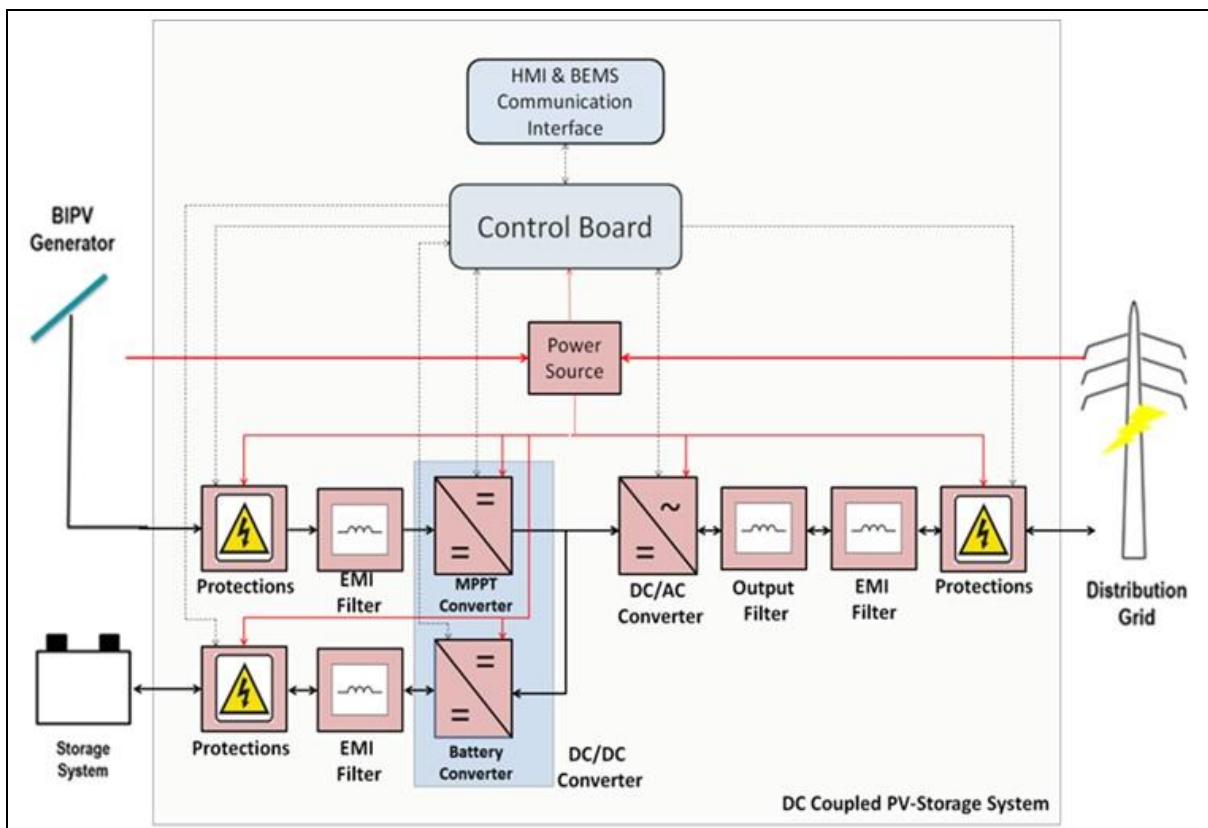 HMI & BEMS
Communication
Interface
Control Board
BIPV
Generator
Power
Source
Protections
EMI
Filter
MPPT
Converter
DC/AC
Converter
Output
Filter
EMI
Filter
Protections
Distribution
Grid
Storage
System
Protections
EMI
Filter
Battery
Converter
DC/DC
Converter
DC Coupled PV-Storage System